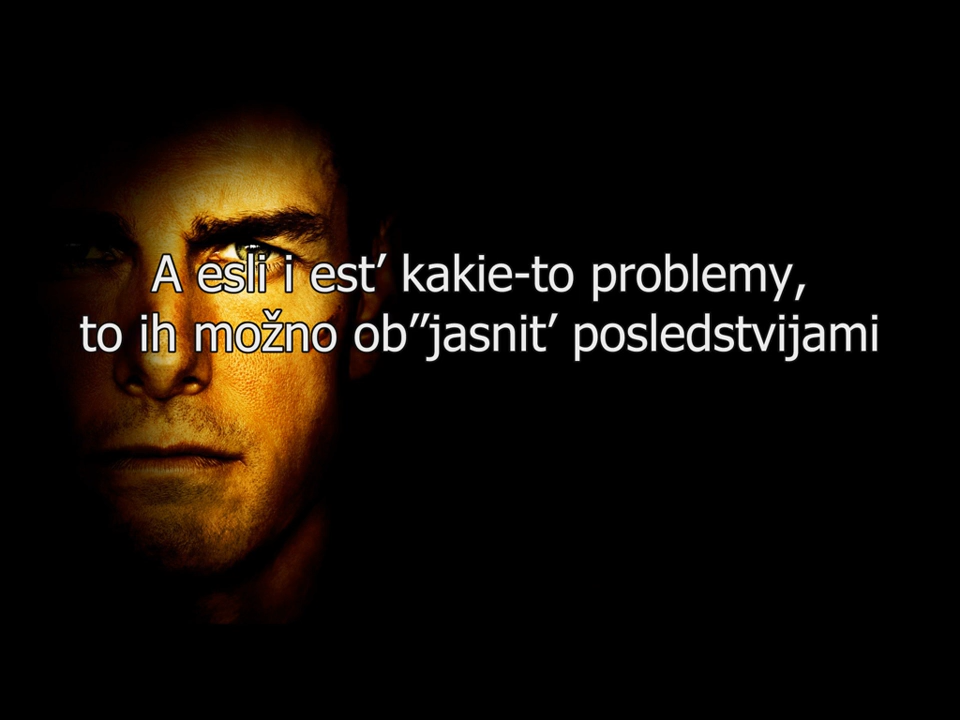 A esli i est’ kakie-to problemy,
to ih možno ob’’jasnit’ posledstvijami